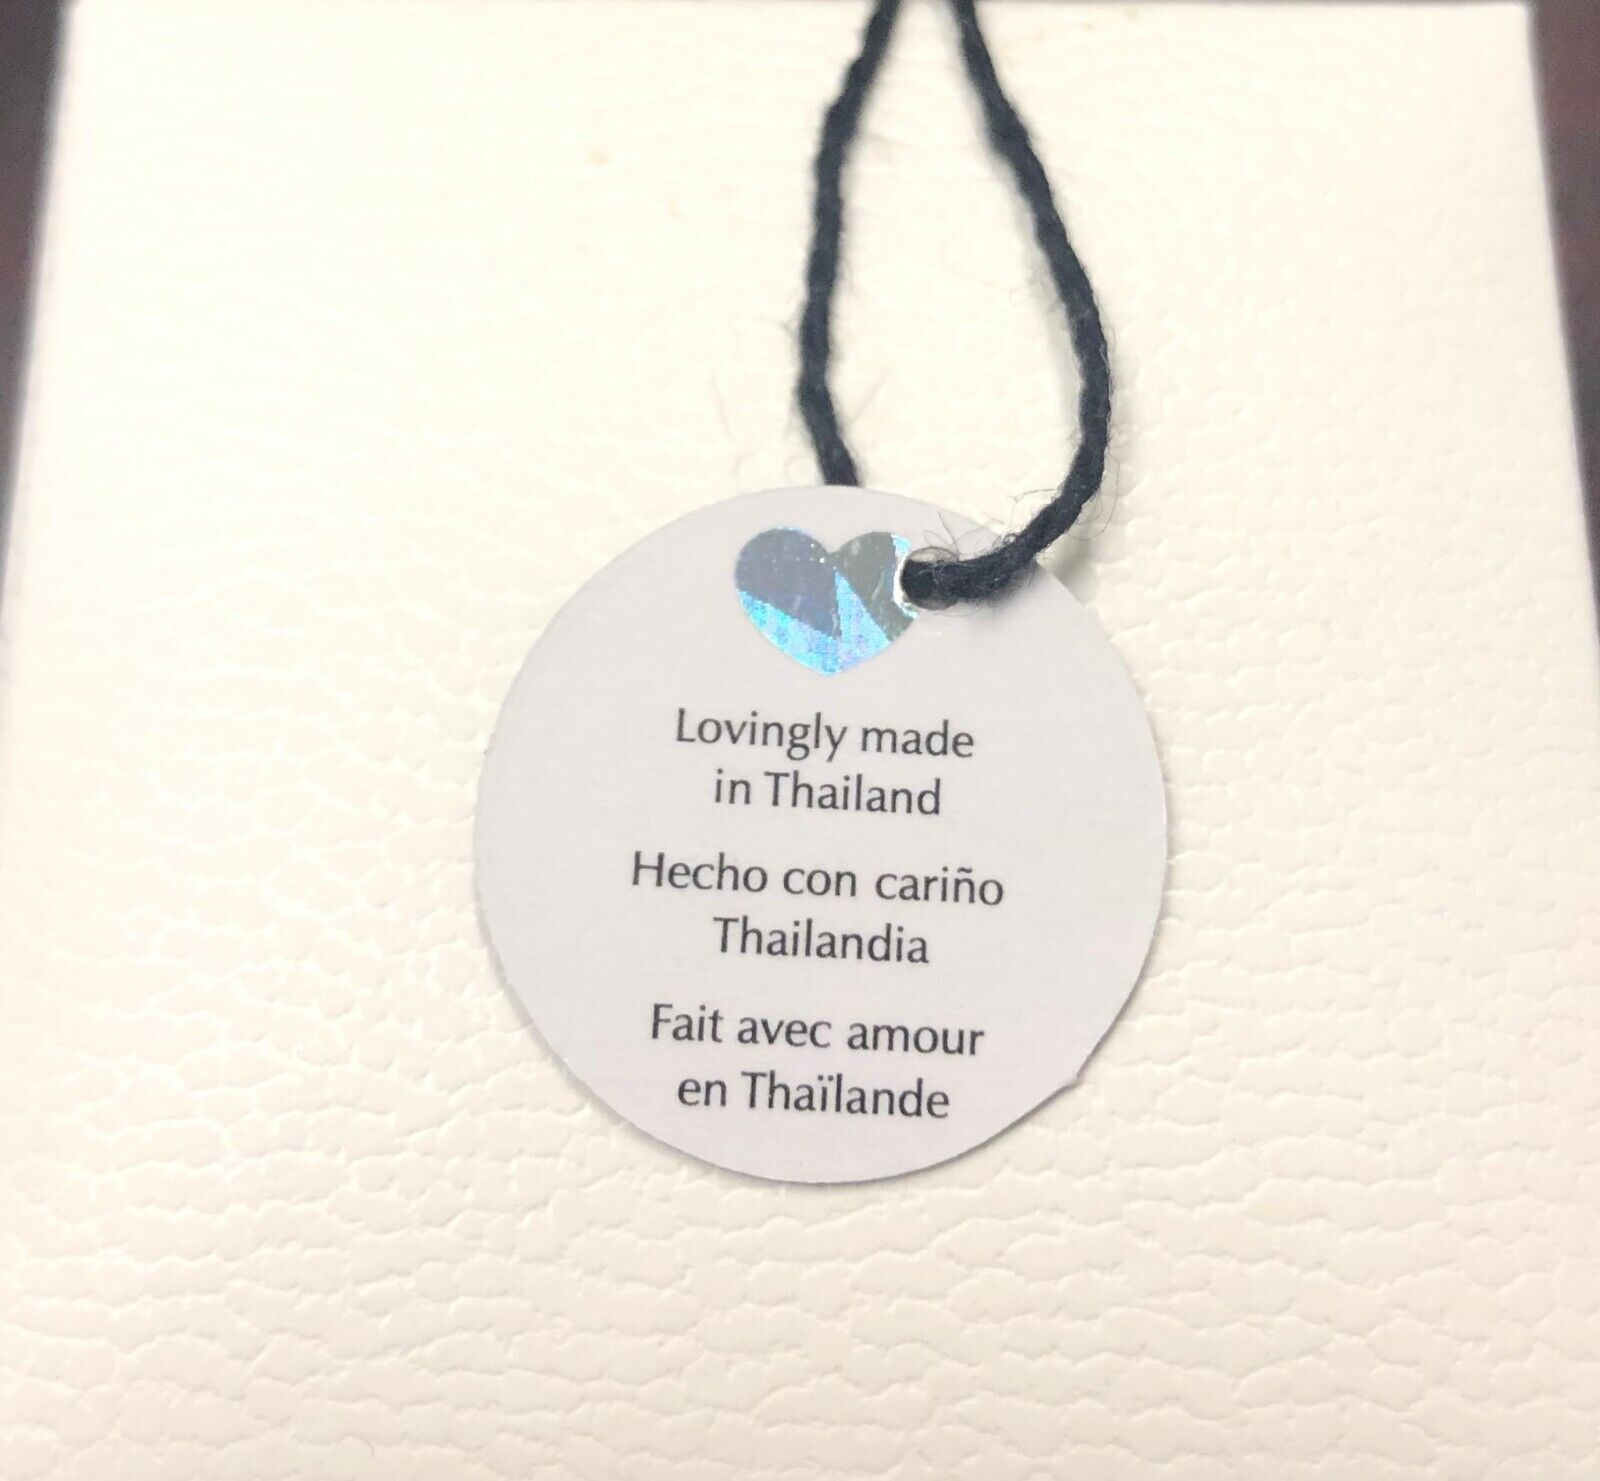 Lovingly made
in Thailand
Hecho con cariño
Thailandia
Fait avec amour
en Thaïlande